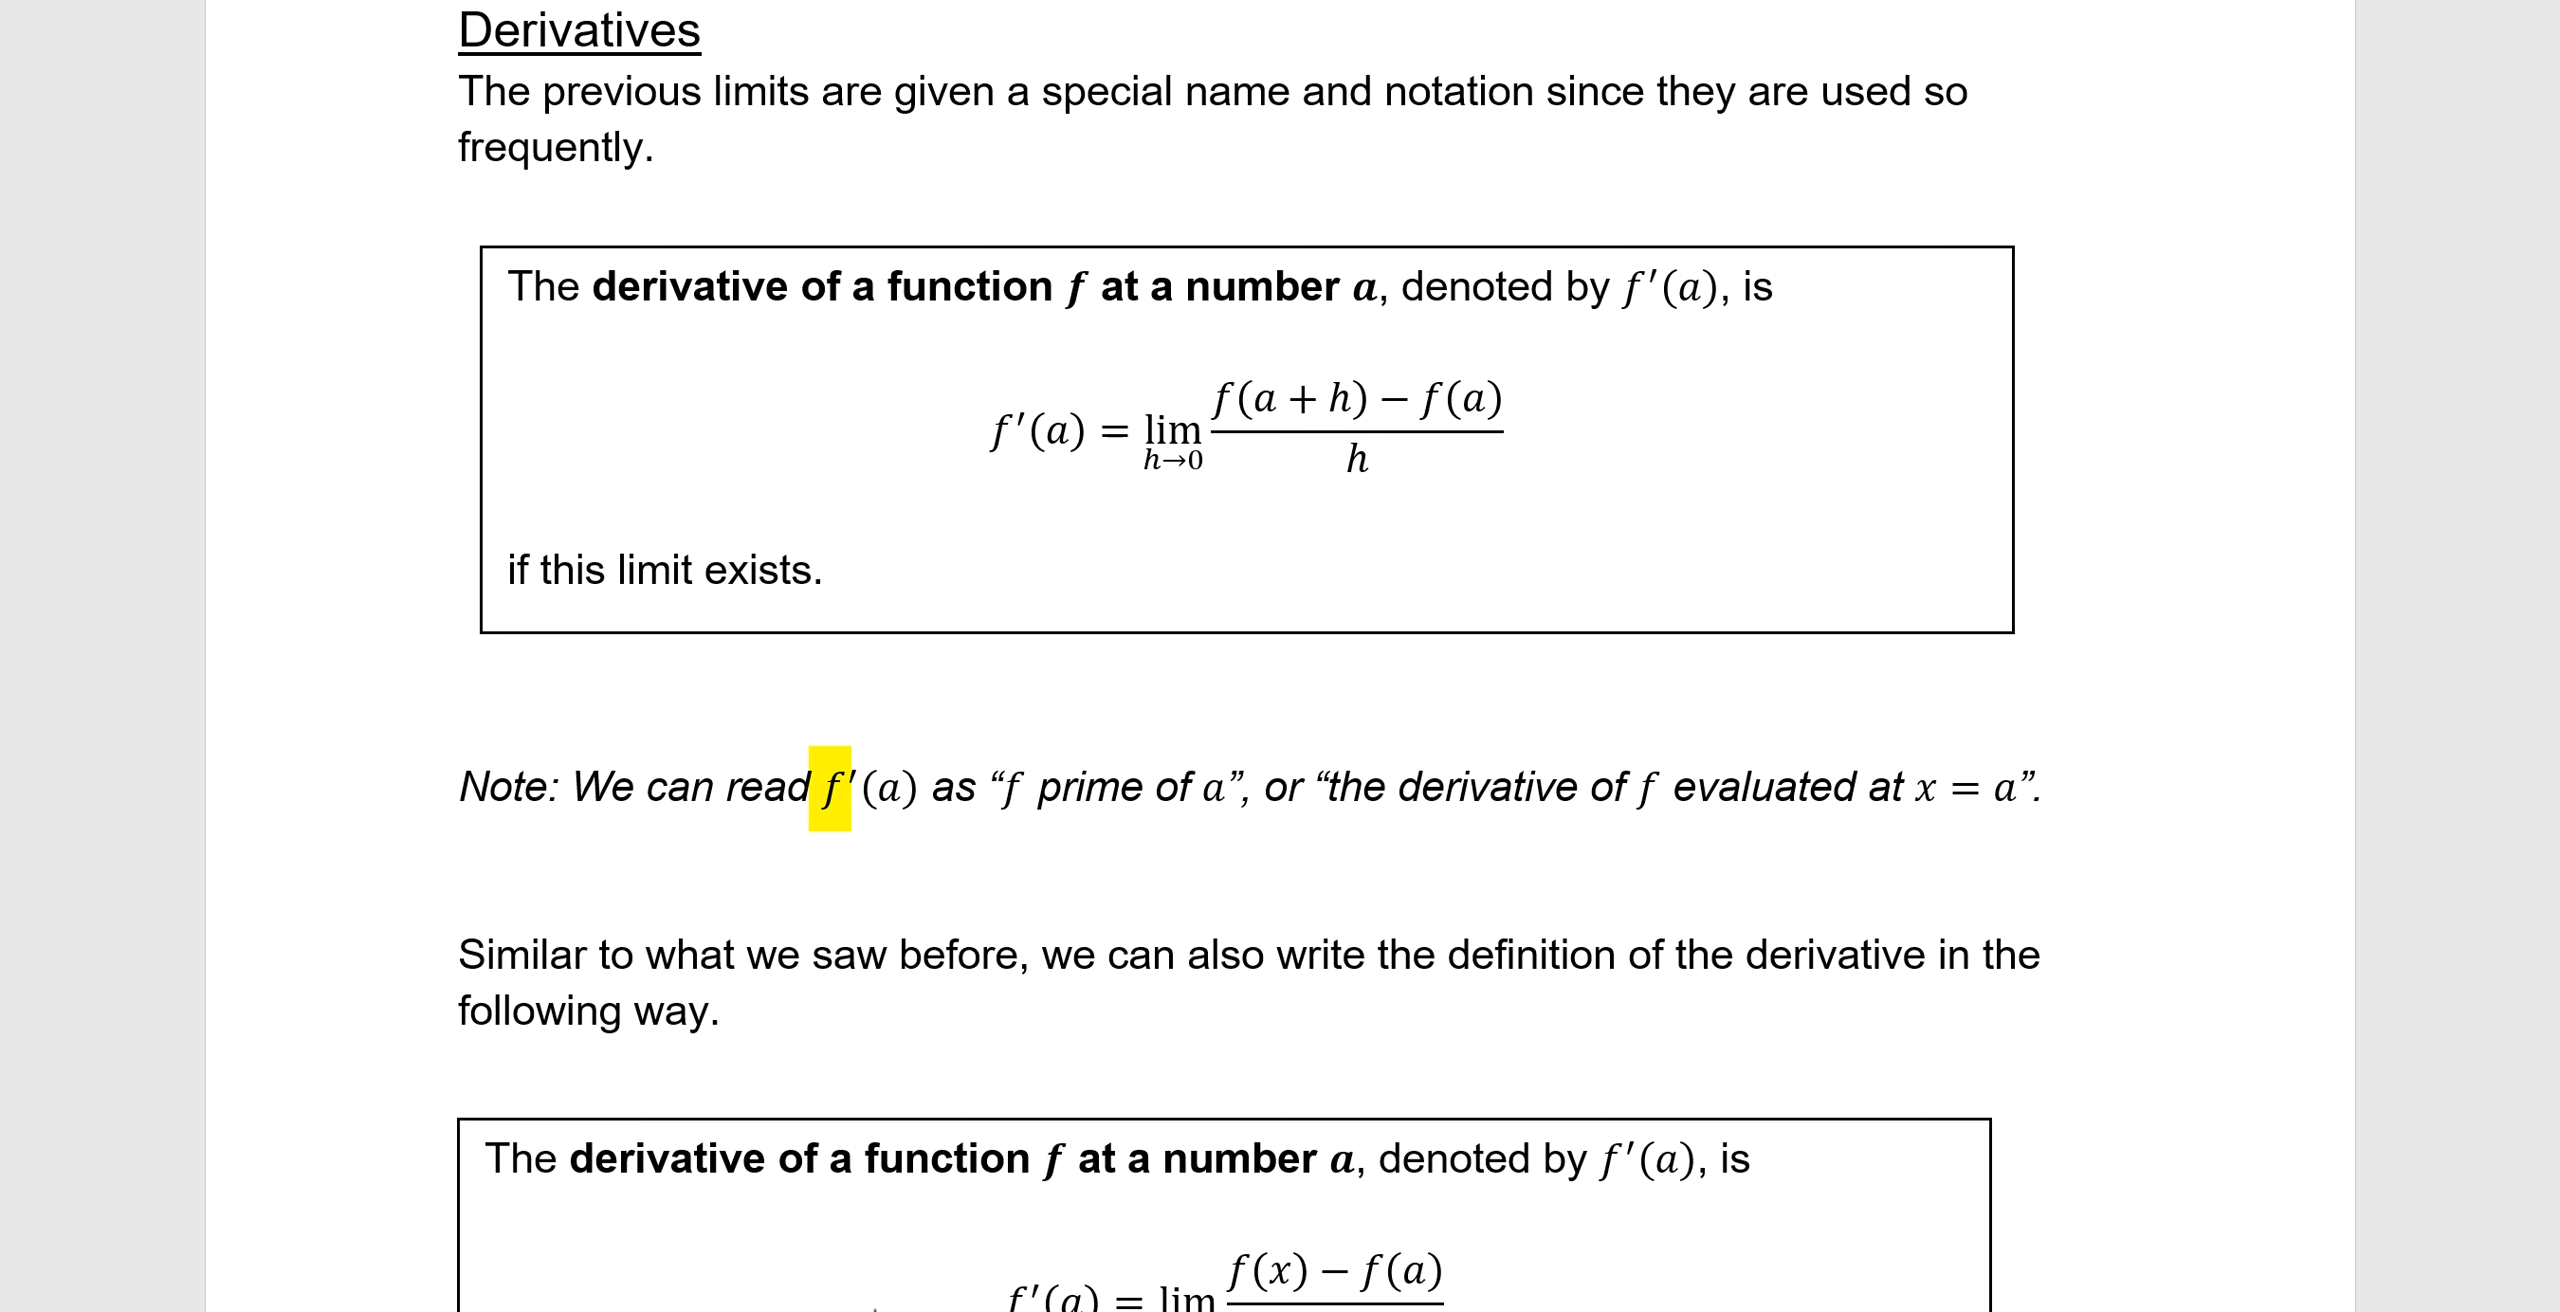 Derivatives
The previous limits are given a special name and notation since they are used so
frequently.
The derivative of a function f at a number a, denoted by f′(a), is
f′(a) = lim h→0 f(a + h) − f(a) / h
if this limit exists.
Note: We can read f′(a) as “f prime of a”, or “the derivative of f evaluated at x = a”.
Similar to what we saw before, we can also write the definition of the derivative in the
following way.
The derivative of a function f at a number a, denoted by f′(a), is
f′(a) = lim f(x) − f(a)